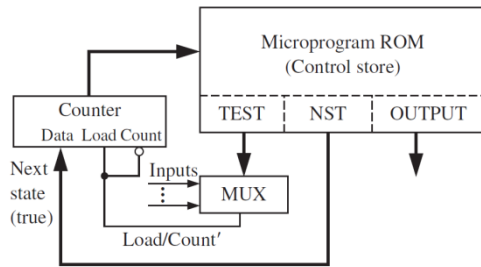 Microprogram ROM
(Control store)
TEST NST OUTPUT
Counter
Data Load Count
Next
state
(true)
Inputs
MUX
Load/Count′